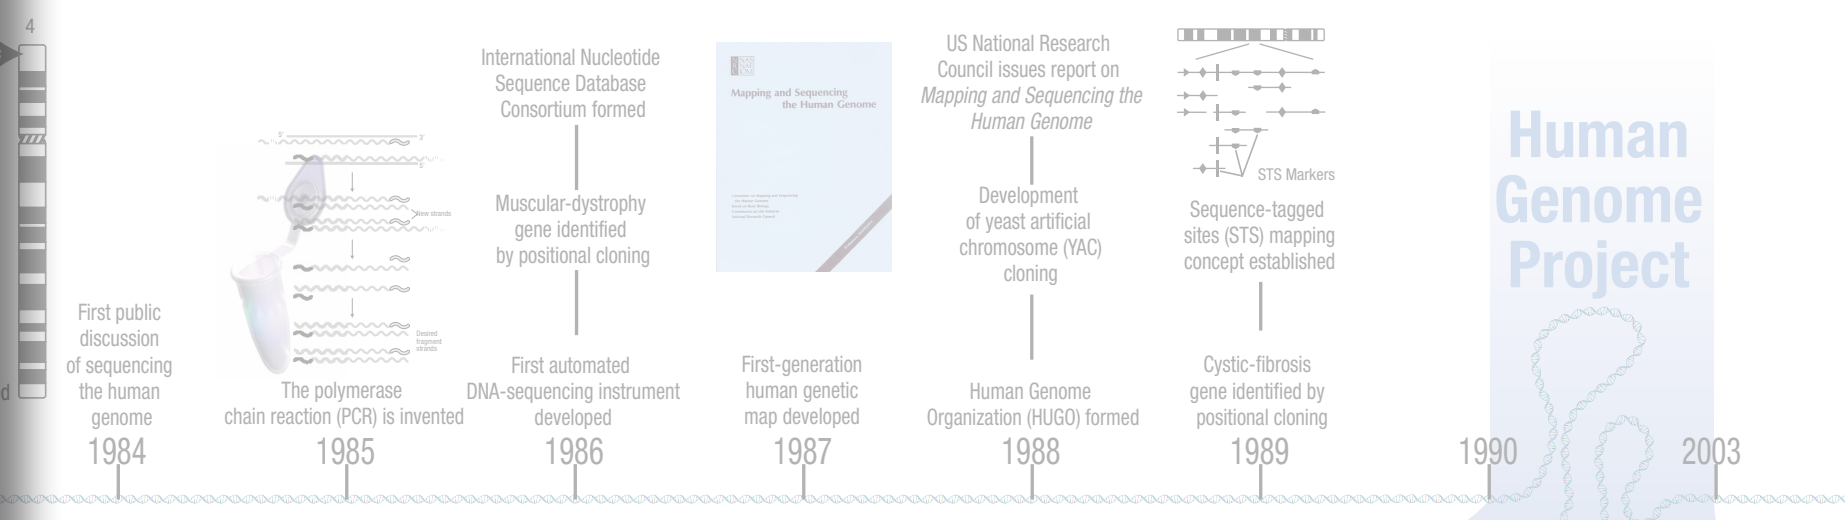 4
d
First public
discussion
of sequencing
the human
genome
1984
5'
3'
5'
New strands
Desired
fragment
strands
The polymerase
chain reaction (PCR) is invented
1985
International Nucleotide
Sequence Database
Consortium formed
Muscular-dystrophy
gene identified
by positional cloning
First automated
DNA-sequencing instrument
developed
1986
Mapping and Sequencing
the Human Genome
First-generation
human genetic
map developed
1987
US National Research
Council issues report on
Mapping and Sequencing the
Human Genome
Development
of yeast artificial
chromosome (YAC)
cloning
Human Genome
Organization (HUGO) formed
1988
STS Markers
Sequence-tagged
sites (STS) mapping
concept established
Cystic-fibrosis
gene identified by
positional cloning
1989
Human
Genome
Project
1990
2003